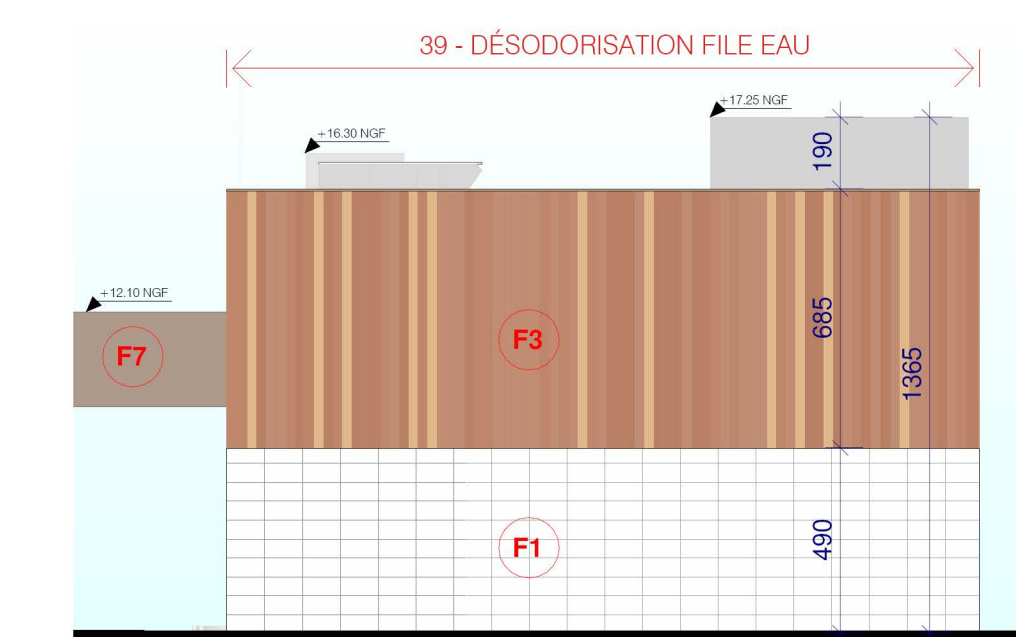 39 - DÉSODORISATION FILE EAU
+17.25 NGF
+16.30 NGF
190
+12.10 NGF
F7
F3
685
1365
F1
490